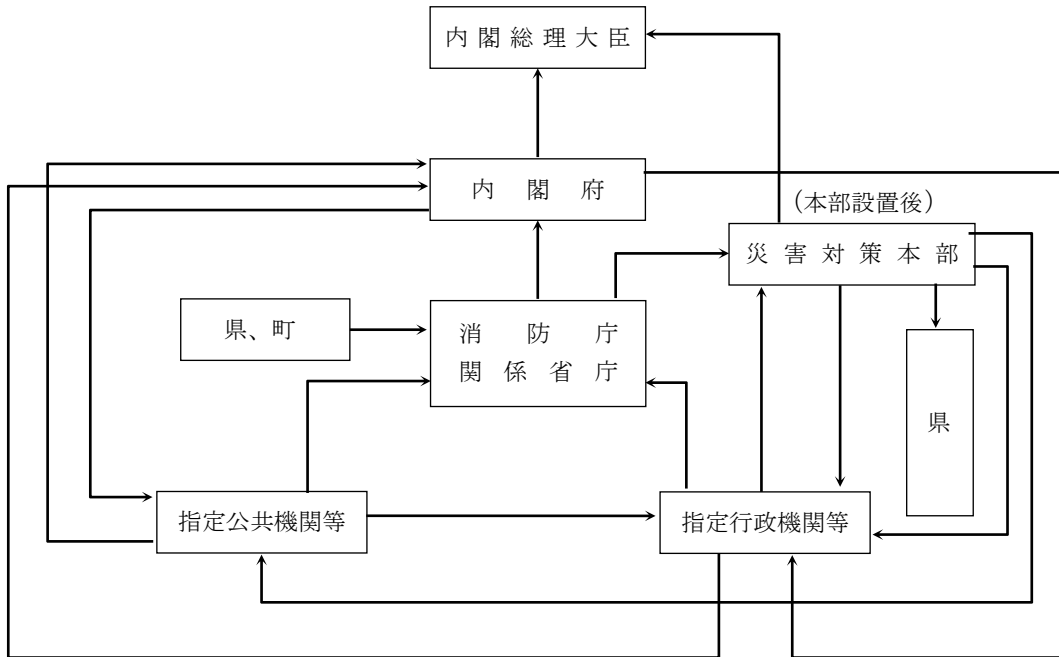 内閣総理大臣
内閣府
（本部設置後）
災害対策本部
県、町
消防庁
関係省庁
県
指定公共機関等
指定行政機関等